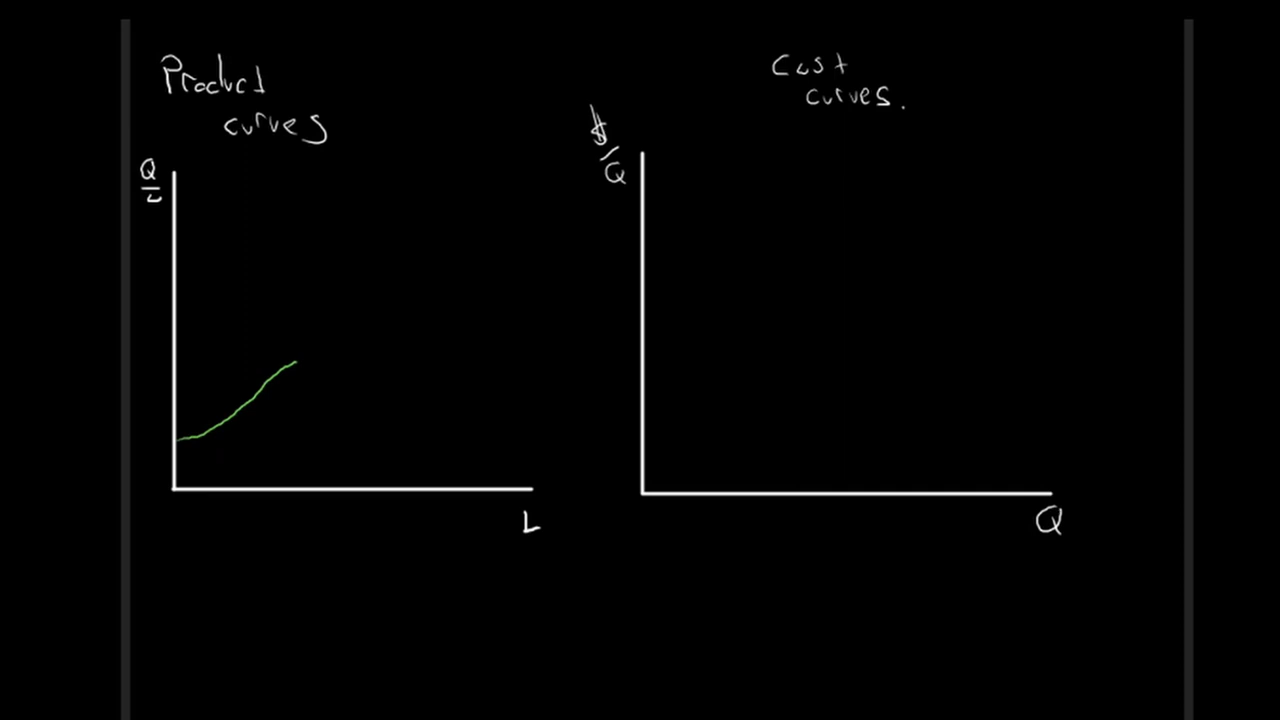 Product
curves
Q
L
L
Cost
curves.
$
/
Q
Q